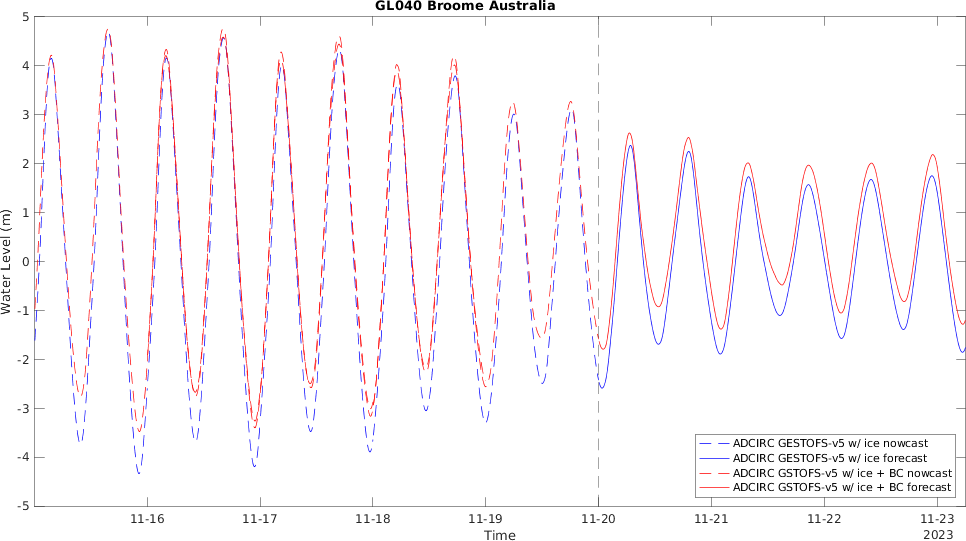 GL040 Broome Australia
5
4
3
2
1
0
-1
-2
-3
-4
-5
Water Level (m)
11-16
11-17
11-18
11-19
11-20
11-21
11-22
11-23
2023
Time
ADCIRC GESTOFS-v5 w/ ice nowcast
ADCIRC GESTOFS-v5 w/ ice forecast
ADCIRC GSTOFS-v5 w/ ice + BC nowcast
ADCIRC GSTOFS-v5 w/ ice + BC forecast